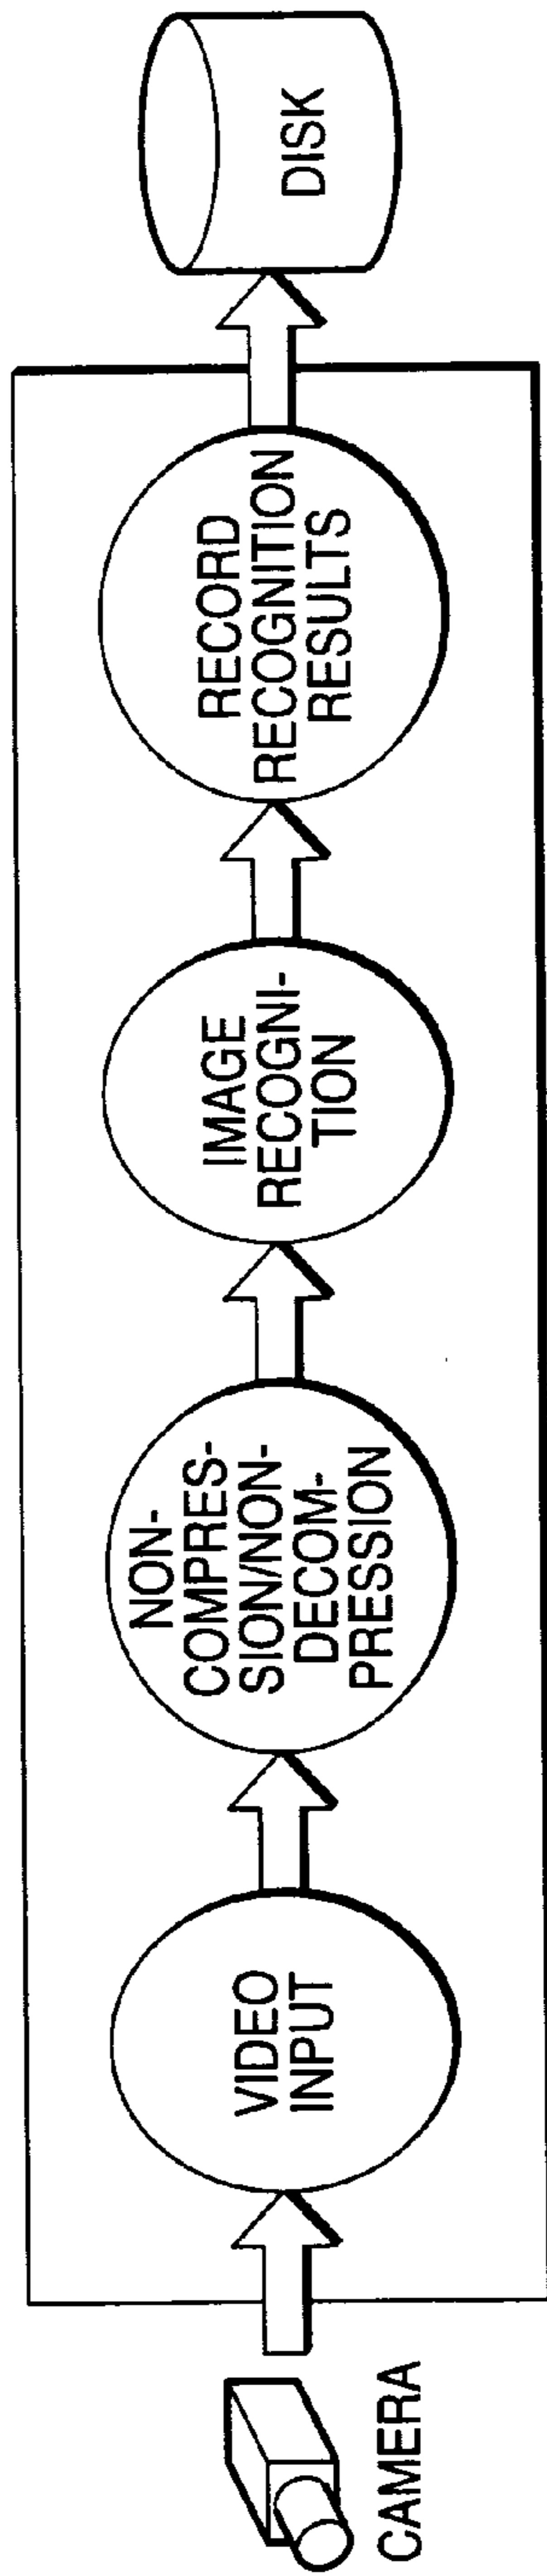 CAMERA
VIDEO
INPUT
NON-
COMPRES-
SION/NON-
DECOM-
PRESSION
IMAGE
RECOGNI-
TION
RECORD
RECOGNITION
RESULTS
DISK